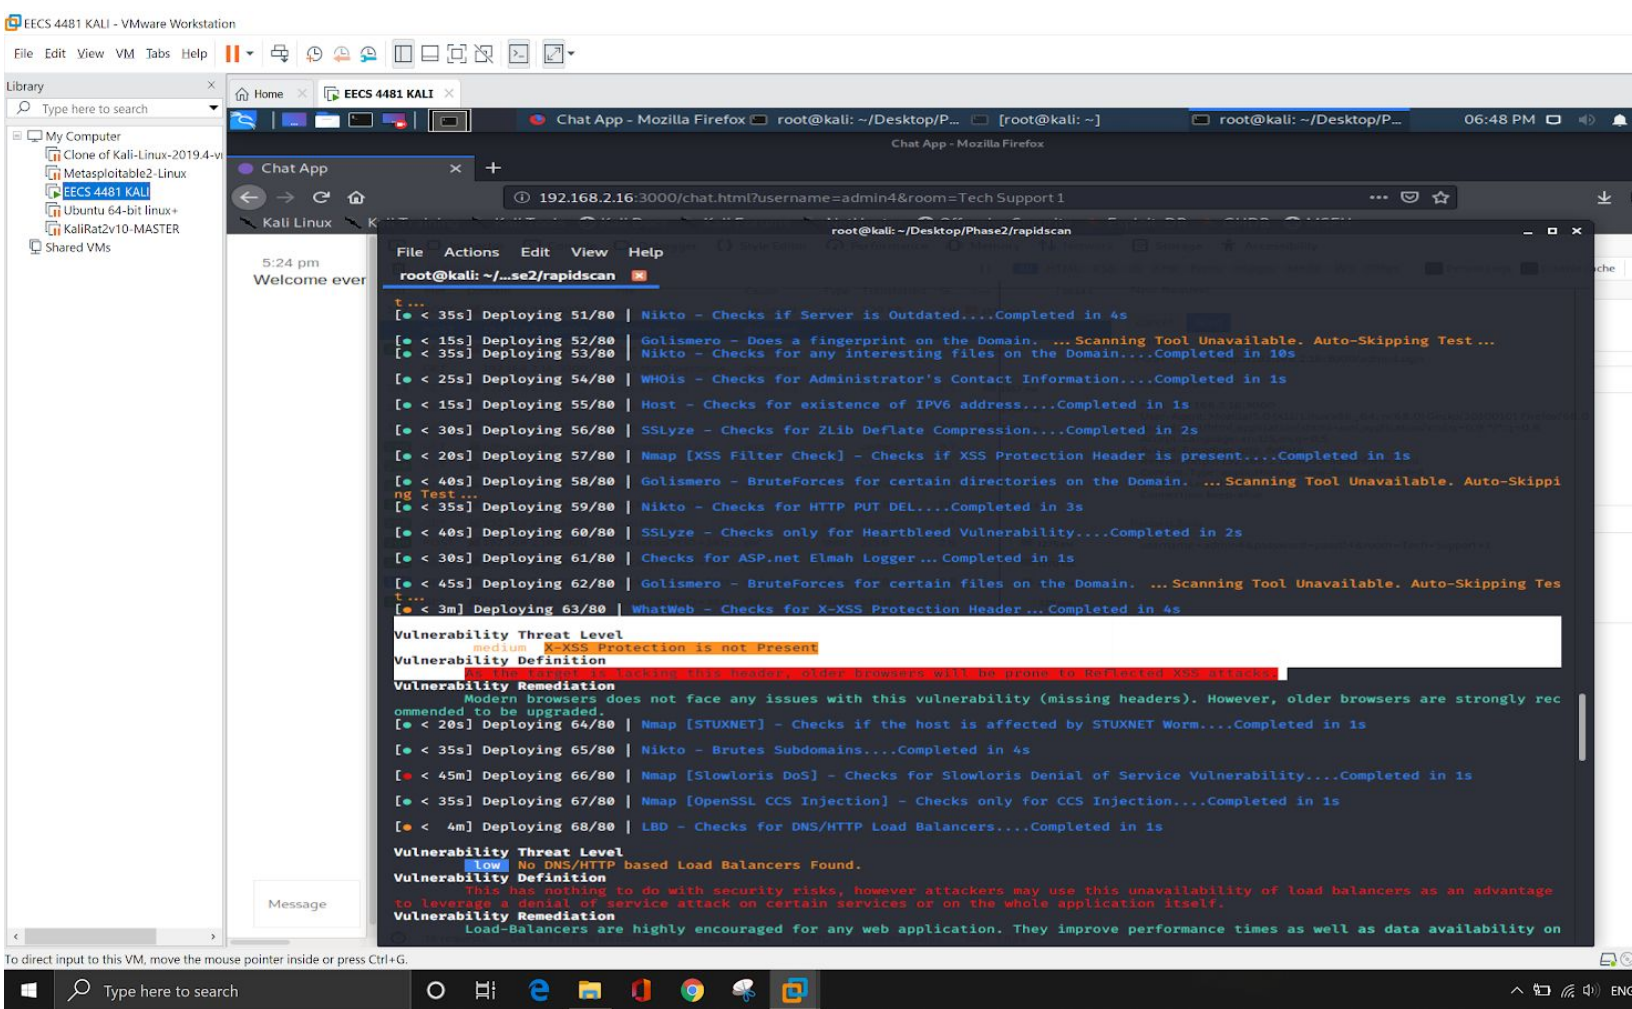 EECS 4481 KALI - VMware Workstation
File Edit View VM Tabs Help
Library
Type here to search
My Computer
Clone of Kali-Linux-2019.4-v
Metasploitable2-Linux
EECS 4481 KALI
Ubuntu 64-bit linux+
KaliRat2v10-MASTER
Shared VMs
Home
EECS 4481 KALI
Chat App - Mozilla Firefox
root@kali: ~/Desktop/P...
[root@kali: ~]
root@kali: ~/Desktop/P...
06:48 PM
Chat App - Mozilla Firefox
Chat App
192.168.2.16:3000/chat.html?username=admin4&room=Tech Support1
Kali Linux
5:24 pm
Welcome ever
Message
root@kali: ~/Desktop/Phase2/rapidscan
File Actions Edit View Help
root@kali: ~/...se2/rapidscan
t ...
[● < 35s] Deploying 51/80 | Nikto - Checks if Server is Outdated....Completed in 4s
[● < 15s] Deploying 52/80 | Golismero - Does a fingerprint on the Domain. ... Scanning Tool Unavailable. Auto-Skipping Test ...
[● < 35s] Deploying 53/80 | Nikto - Checks for any interesting files on the Domain....Completed in 10s
[● < 25s] Deploying 54/80 | WHOis - Checks for Administrator's Contact Information....Completed in 1s
[● < 15s] Deploying 55/80 | Host - Checks for existence of IPV6 address....Completed in 1s
[● < 30s] Deploying 56/80 | SSLyze - Checks for ZLib Deflate Compression....Completed in 2s
[● < 20s] Deploying 57/80 | Nmap [XSS Filter Check] - Checks if XSS Protection Header is present....Completed in 1s
[● < 40s] Deploying 58/80 | Golismero - BruteForces for certain directories on the Domain. ... Scanning Tool Unavailable. Auto-Skippi
ng Test ...
[● < 35s] Deploying 59/80 | Nikto - Checks for HTTP PUT DEL....Completed in 3s
[● < 40s] Deploying 60/80 | SSLyze - Checks only for Heartbleed Vulnerability....Completed in 2s
[● < 30s] Deploying 61/80 | Checks for ASP.net Elmah Logger ... Completed in 1s
[● < 45s] Deploying 62/80 | Golismero - BruteForces for certain files on the Domain. ... Scanning Tool Unavailable. Auto-Skipping Tes
t ...
[● < 3m] Deploying 63/80 | WhatWeb - Checks for X-XSS Protection Header ... Completed in 4s
Vulnerability Threat Level
medium X-XSS Protection is not Present
Vulnerability Definition
As the target is lacking this header, older browsers will be prone to Reflected XSS attacks.
Vulnerability Remediation
Modern browsers does not face any issues with this vulnerability (missing headers). However, older browsers are strongly rec
ommended to be upgraded.
[● < 20s] Deploying 64/80 | Nmap [STUXNET] - Checks if the host is affected by STUXNET Worm....Completed in 1s
[● < 35s] Deploying 65/80 | Nikto - Brutes Subdomains....Completed in 4s
[● < 45m] Deploying 66/80 | Nmap [Slowloris DoS] - Checks for Slowloris Denial of Service Vulnerability....Completed in 1s
[● < 35s] Deploying 67/80 | Nmap [OpenSSL CCS Injection] - Checks only for CCS Injection....Completed in 1s
[● < 4m] Deploying 68/80 | LBD - Checks for DNS/HTTP Load Balancers....Completed in 1s
Vulnerability Threat Level
low No DNS/HTTP based Load Balancers Found.
Vulnerability Definition
This has nothing to do with security risks, however attackers may use this unavailability of load balancers as an advantage
to leverage a denial of service attack on certain services or on the whole application itself.
Vulnerability Remediation
Load-Balancers are highly encouraged for any web application. They improve performance times as well as data availability on
To direct input to this VM, move the mouse pointer inside or press Ctrl+G.
Type here to search
ENG